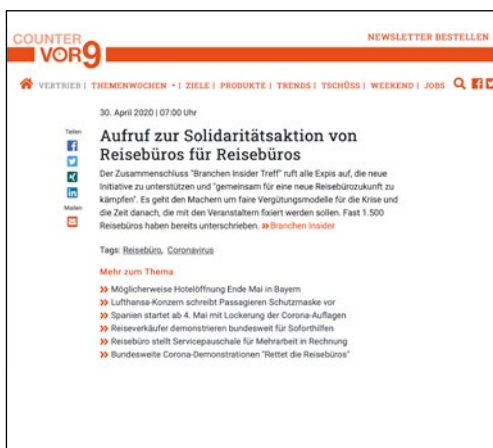 COUNTER
VOR9
NEWSLETTER BESTELLEN
VERTRIEB | THEMENWOCHEN | ZIELE | PRODUKTE | TRENDS | TSCHÜSS | WEEKEND | JOBS
30. April 2020 | 07:00 Uhr
Teilen
Aufruf zur Solidaritätsaktion von
Reisebüros für Reisebüros
Der Zusammenschluss "Branchen Insider Treff" ruft alle Expis auf, die neue
Initiative zu unterstützen und "gemeinsam für eine neue Reisebürozukunft zu
kämpfen". Es geht den Machern um faire Vergütungsmodelle für die Krise und
die Zeit danach, die mit den Veranstaltern fixiert werden sollen. Fast 1.500
Reisebüros haben bereits unterschrieben. »Branchen Insider
Mailen
Tags: Reisebüro, Coronavirus
Mehr zum Thema
» Möglicherweise Hotelöffnung Ende Mai in Bayern
» Lufthansa-Konzern schreibt Passagieren Schutzmaske vor
» Spanien startet ab 4. Mai mit Lockerung der Corona-Auflagen
» Reiseverkäufer demonstrieren bundesweit für Soforthilfen
» Reisebüro stellt Servicepauschale für Mehrarbeit in Rechnung
» Bundesweite Corona-Demonstrationen "Rettet die Reisebüros"